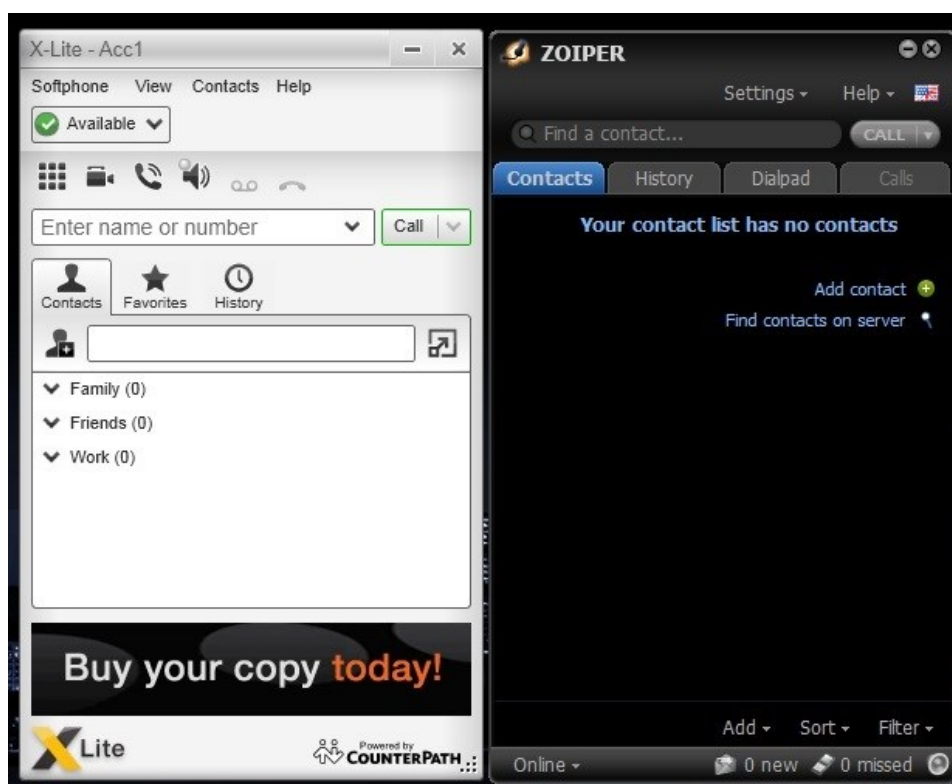 X-Lite - Acc1
Softphone View Contacts Help
Available
Enter name or number
Call
Contacts Favorites History
Family (0)
Friends (0)
Work (0)
Buy your copy today!
X Lite
Powered by
COUNTERPATH
ZOIPER
Settings Help
Find a contact...
CALL
Contacts History Dialpad Calls
Your contact list has no contacts
Add contact
Find contacts on server
Add Sort Filter
Online 0 new 0 missed